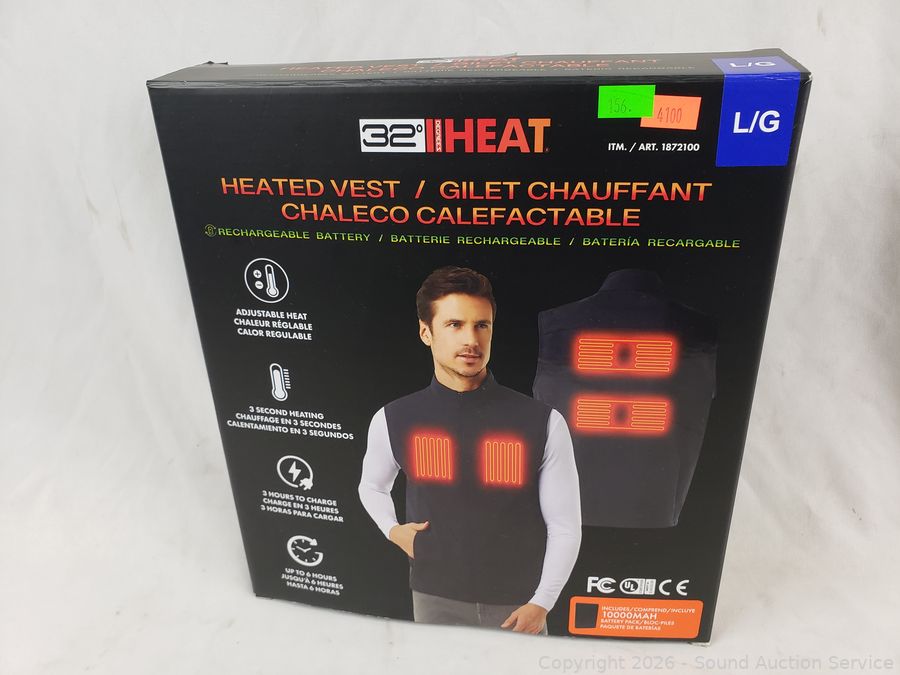 L/G
156.
4100
L/G
32° DEGREES HEAT
ITM. / ART. 1872100
HEATED VEST / GILET CHAUFFANT
CHALECO CALEFACTABLE
RECHARGEABLE BATTERY / BATTERIE RECHARGEABLE / BATERÍA RECARGABLE
ADJUSTABLE HEAT
CHALEUR RÉGLABLE
CALOR REGULABLE
3 SECOND HEATING
CHAUFFAGE EN 3 SECONDES
CALENTAMIENTO EN 3 SEGUNDOS
3 HOURS TO CHARGE
CHARGE EN 3 HEURES
3 HORAS PARA CARGAR
UP TO 6 HOURS
JUSQU'À 6 HEURES
HASTA 6 HORAS
FC UL CE
INCLUDES/COMPREND/INCLUYE
10000MAH
BATTERY PACK/BLOC-PILES
PAQUETE DE BATERÍAS
Copyright 2026 - Sound Auction Service